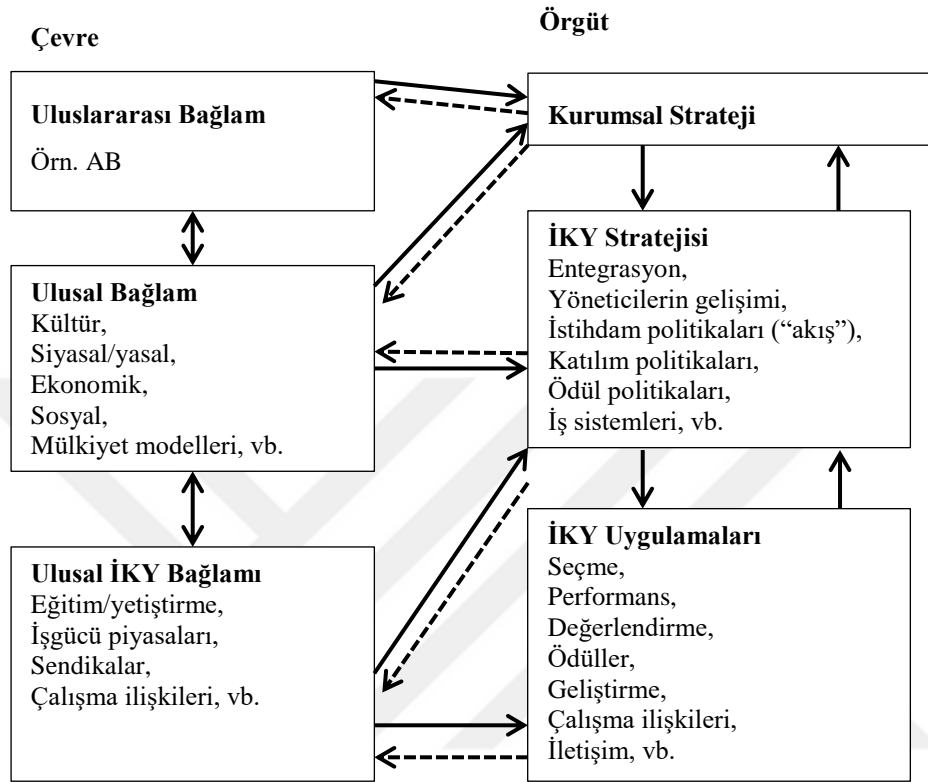 Çevre
Örgüt
Uluslararası Bağlam
Örn. AB
Kurumsal Strateji
Ulusal Bağlam
Kültür,
Siyasal/yasal,
Ekonomik,
Sosyal,
Mülkiyet modelleri, vb.
İKY Stratejisi
Entegrasyon,
Yöneticilerin gelişimi,
İstihdam politikaları (“akış”),
Katılım politikaları,
Ödül politikaları,
İş sistemleri, vb.
Ulusal İKY Bağlamı
Eğitim/yetiştirme,
İşgücü piyasaları,
Sendikalar,
Çalışma ilişkileri, vb.
İKY Uygulamaları
Seçme,
Performans,
Değerlendirme,
Ödüller,
Geliştirme,
Çalışma ilişkileri,
İletişim, vb.